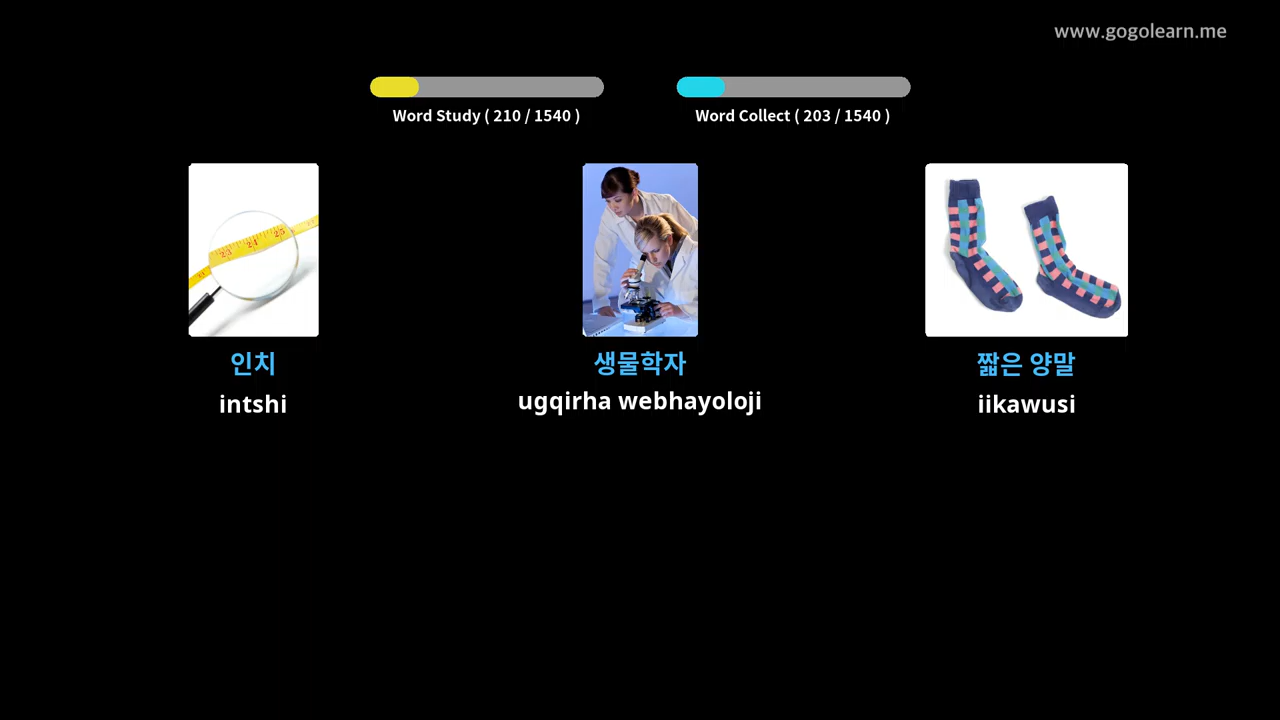 www.gogolearn.me
Word Study ( 210 / 1540 )
Word Collect ( 203 / 1540 )
인치
생물학자
짧은 양말
intshi
ugqirha webhayoloji
iikawusi